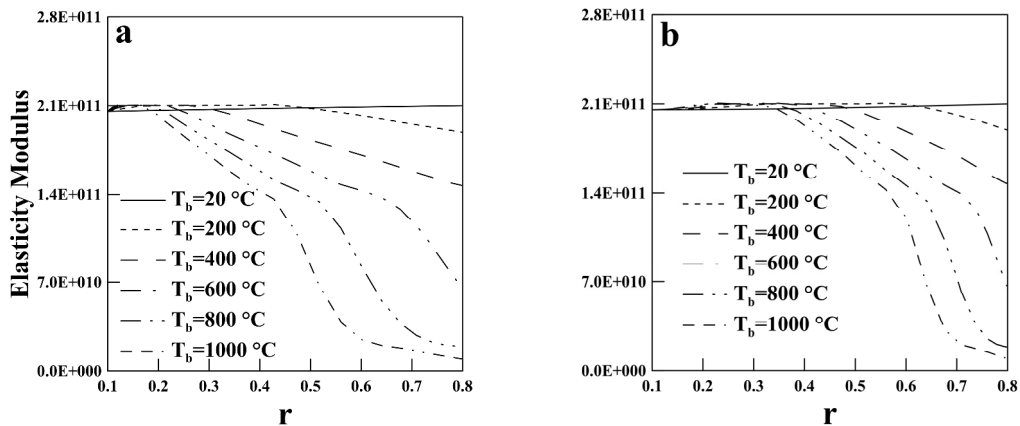 a
Elasticity Modulus
2.8E+011
2.1E+011
1.4E+011
7.0E+010
0.0E+000
T_b=20 °C
T_b=200 °C
T_b=400 °C
T_b=600 °C
T_b=800 °C
T_b=1000 °C
0.1 0.2 0.3 0.4 0.5 0.6 0.7 0.8
r
b
2.8E+011
2.1E+011
1.4E+011
7.0E+010
0.0E+000
T_b=20 °C
T_b=200 °C
T_b=400 °C
T_b=600 °C
T_b=800 °C
T_b=1000 °C
0.1 0.2 0.3 0.4 0.5 0.6 0.7 0.8
r